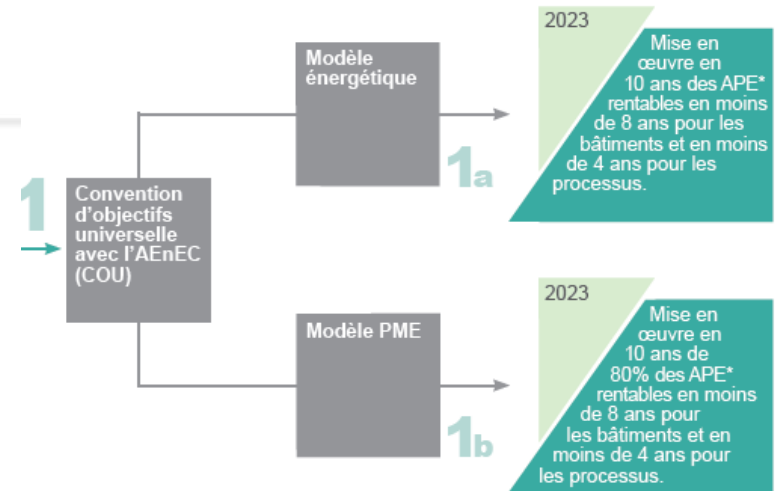 1
Convention
d'objectifs
universelle
avec l'AEnEC
(COU)
Modèle
énergétique
1a
2023
Mise en
œuvre en
10 ans des APE*
rentables en moins
de 8 ans pour les
bâtiments et en moins
de 4 ans pour les
processus.
Modèle PME
1b
2023
Mise en
œuvre en
10 ans de
80% des APE*
rentables en moins
de 8 ans pour
les bâtiments et en
moins de 4 ans pour
les processus.